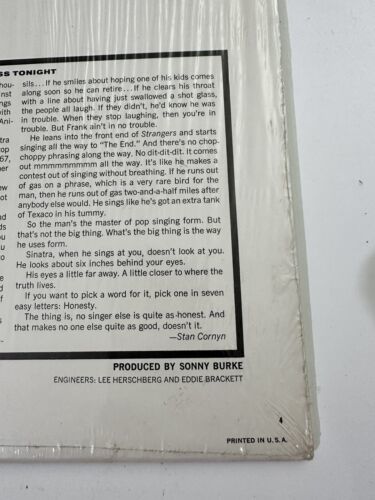 SS TONIGHT
sils...If he smiles about hoping one of his kids comes
along soon so he can retire...If he clears his throat
with a line about having just swallowed a shot glass,
the people all laugh. If they didn't, he'd know he was
in trouble. When they stop laughing, then you're in
trouble. But Frank ain't in no trouble.
He leans into the front end of Strangers and starts
singing all the way to "The End." And there's no chop-
choppy phrasing along the way. No dit-dit-dit. It comes
out mmmmmmmmm all the way. It's like he makes a
contest out of singing without breathing. If he runs out
of gas on a phrase, which is a very rare bird for the
man, then he runs out of gas two-and-a-half miles after
anybody else would. He sings like he's got an extra tank
of Texaco in his tummy.
So the man's the master of pop singing form. But
that's not the big thing. What's the big thing is the way
he uses form.
Sinatra, when he sings at you, doesn't look at you.
He looks about six inches behind your eyes.
His eyes a little far away. A little closer to where the
truth lives.
If you want to pick a word for it, pick one in seven
easy letters: Honesty.
The thing is, no singer else is quite as honest. And
that makes no one else quite as good, doesn't it.
—Stan Cornyn
PRODUCED BY SONNY BURKE
ENGINEERS: LEE HERSCHBERG AND EDDIE BRACKETT
4
PRINTED IN U.S.A.